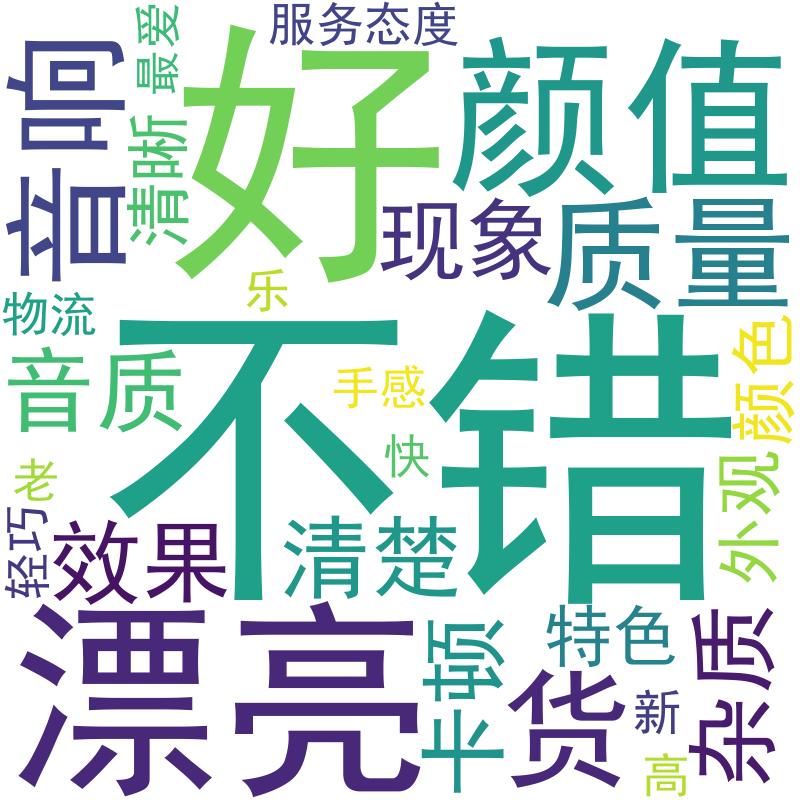 服务态度
最爱
音响
好
颜值
清晰
现象
质量
乐
物流
不错
音质
手感
颜色
快
老
外观
轻巧
效果
清楚
漂亮
卡顿
特色
杂质
货
新
高